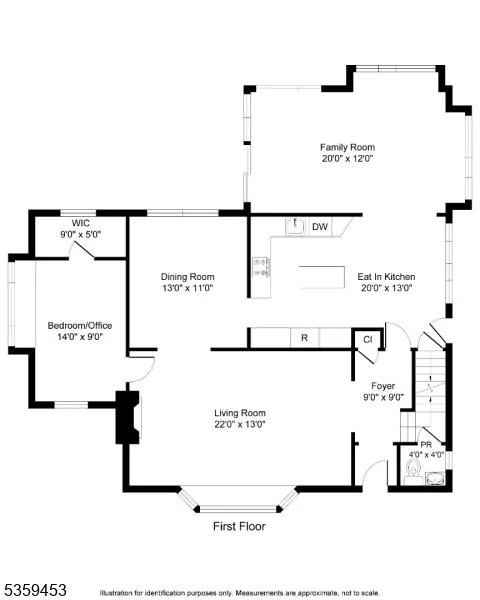 Family Room
20'0" x 12'0"
WIC
9'0" x 5'0"
DW
Dining Room
13'0" x 11'0"
Eat In Kitchen
20'0" x 13'0"
Bedroom/Office
14'0" x 9'0"
R
Cl
Foyer
9'0" x 9'0"
Living Room
22'0" x 13'0"
PR
4'0" x 4'0"
First Floor
5359453
Illustration for identification purposes only. Measurements are approximate, not to scale.